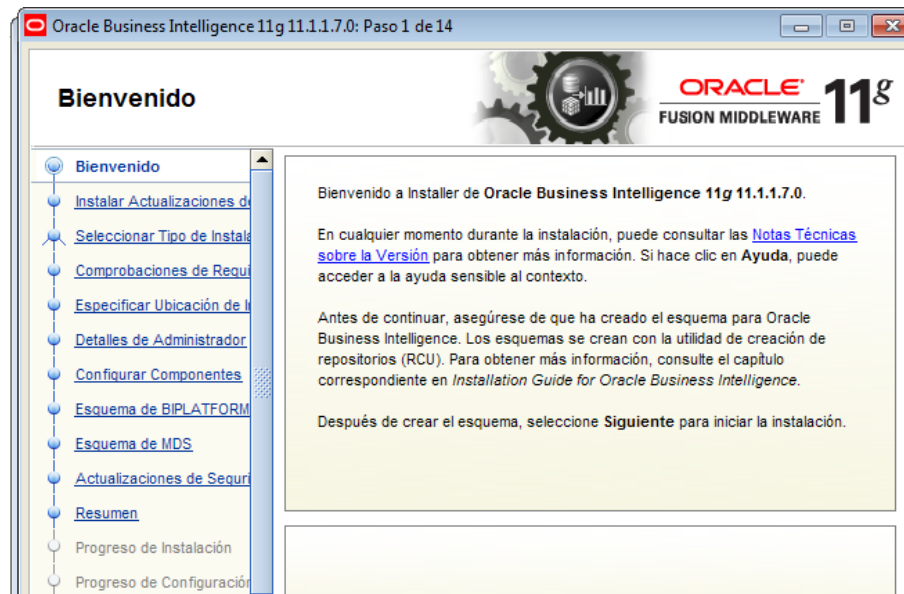 Oracle Business Intelligence 11g 11.1.1.7.0: Paso 1 de 14
Bienvenido
ORACLE
FUSION MIDDLEWARE 11g
Bienvenido
Instalar Actualizaciones de
Seleccionar Tipo de Instala
Comprobaciones de Requi
Especificar Ubicación de I
Detalles de Administrador
Configurar Componentes
Esquema de BIPLATFORM
Esquema de MDS
Actualizaciones de Seguri
Resumen
Progreso de Instalación
Progreso de Configuración
Bienvenido a Installer de Oracle Business Intelligence 11g 11.1.1.7.0.
En cualquier momento durante la instalación, puede consultar las Notas Técnicas
sobre la Versión para obtener más información. Si hace clic en Ayuda, puede
acceder a la ayuda sensible al contexto.
Antes de continuar, asegúrese de que ha creado el esquema para Oracle
Business Intelligence. Los esquemas se crean con la utilidad de creación de
repositorios (RCU). Para obtener más información, consulte el capítulo
correspondiente en Installation Guide for Oracle Business Intelligence.
Después de crear el esquema, seleccione Siguiente para iniciar la instalación.